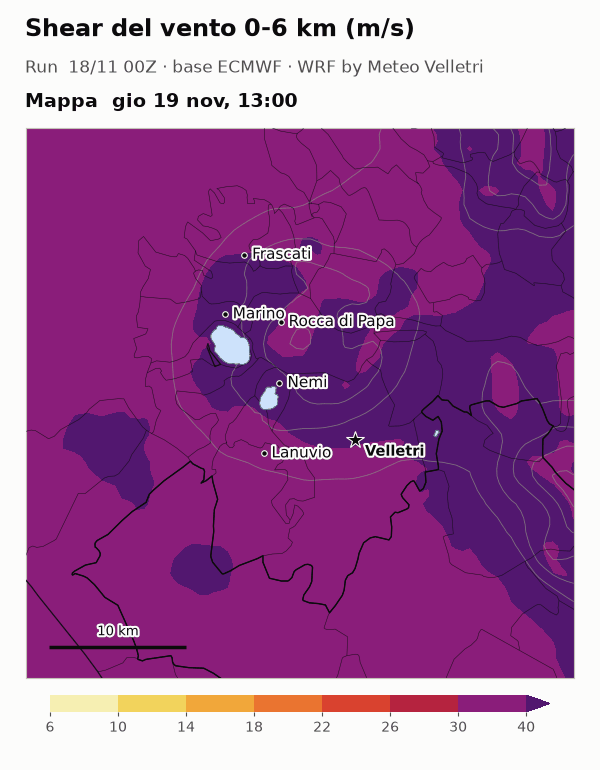 Shear del vento 0-6 km (m/s)
Run  18/11 00Z · base ECMWF · WRF by Meteo Velletri
Mappa  gio 19 nov, 13:00
Frascati
Marino
Rocca di Papa
Nemi
Velletri
Lanuvio
10 km
6 10 14 18 22 26 30 40